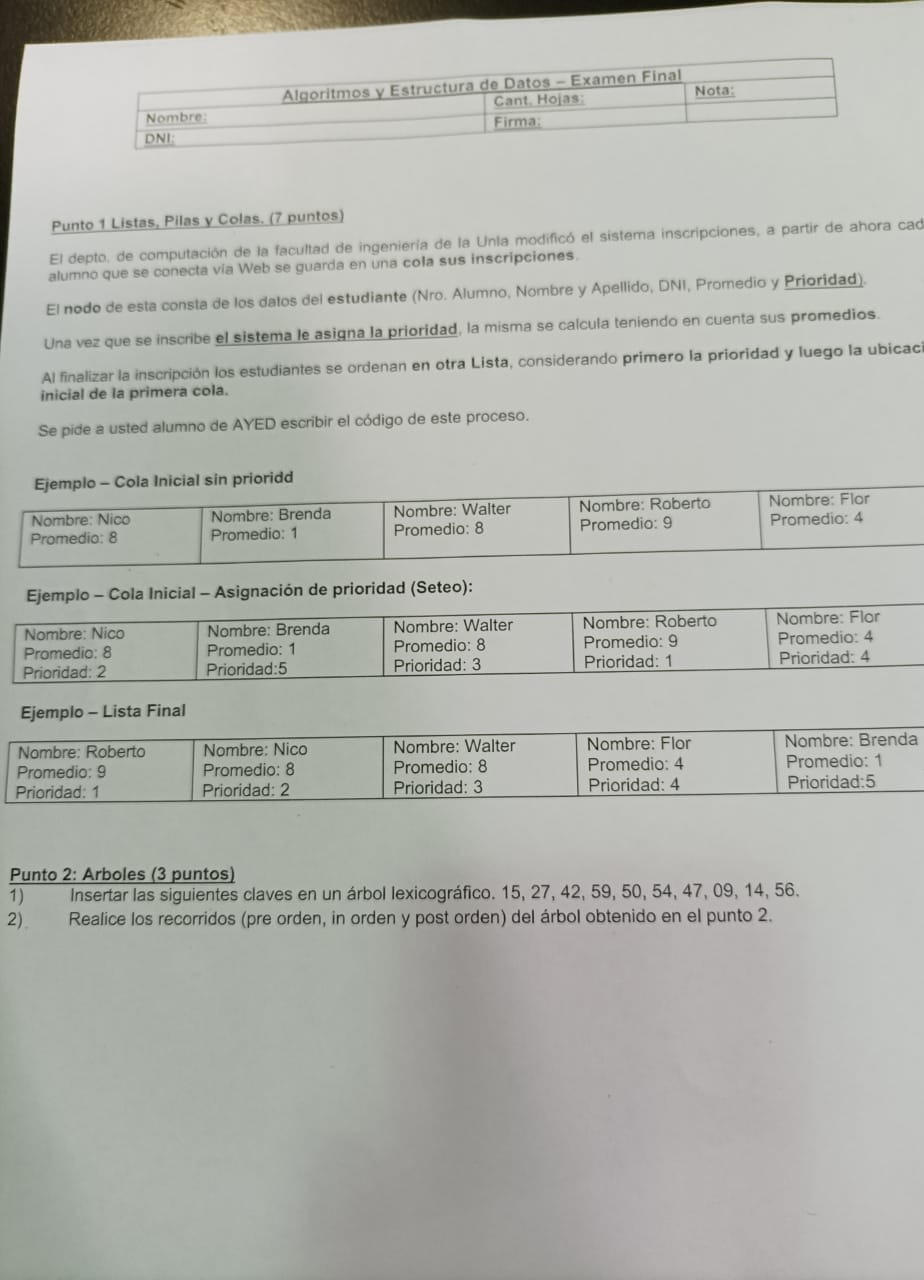 Algoritmos y Estructura de Datos – Examen Final
Nombre: Cant. Hojas: Nota:
DNI: Firma:
Punto 1 Listas, Pilas y Colas. (7 puntos)
El depto. de computación de la facultad de ingeniería de la Unla modificó el sistema inscripciones, a partir de ahora cad
alumno que se conecta vía Web se guarda en una cola sus inscripciones.
El nodo de esta consta de los datos del estudiante (Nro. Alumno, Nombre y Apellido, DNI, Promedio y Prioridad).
Una vez que se inscribe el sistema le asigna la prioridad, la misma se calcula teniendo en cuenta sus promedios.
Al finalizar la inscripción los estudiantes se ordenan en otra Lista, considerando primero la prioridad y luego la ubicaci
inicial de la primera cola.
Se pide a usted alumno de AYED escribir el código de este proceso.
Ejemplo – Cola Inicial sin prioridd
Nombre: Nico Nombre: Brenda Nombre: Walter Nombre: Roberto Nombre: Flor
Promedio: 8 Promedio: 1 Promedio: 8 Promedio: 9 Promedio: 4
Ejemplo – Cola Inicial – Asignación de prioridad (Seteo):
Nombre: Nico Nombre: Brenda Nombre: Walter Nombre: Roberto Nombre: Flor
Promedio: 8 Promedio: 1 Promedio: 8 Promedio: 9 Promedio: 4
Prioridad: 2 Prioridad:5 Prioridad: 3 Prioridad: 1 Prioridad: 4
Ejemplo – Lista Final
Nombre: Roberto Nombre: Nico Nombre: Walter Nombre: Flor Nombre: Brenda
Promedio: 9 Promedio: 8 Promedio: 8 Promedio: 4 Promedio: 1
Prioridad: 1 Prioridad: 2 Prioridad: 3 Prioridad: 4 Prioridad:5
Punto 2: Arboles (3 puntos)
1) Insertar las siguientes claves en un árbol lexicográfico. 15, 27, 42, 59, 50, 54, 47, 09, 14, 56.
2) Realice los recorridos (pre orden, in orden y post orden) del árbol obtenido en el punto 2.